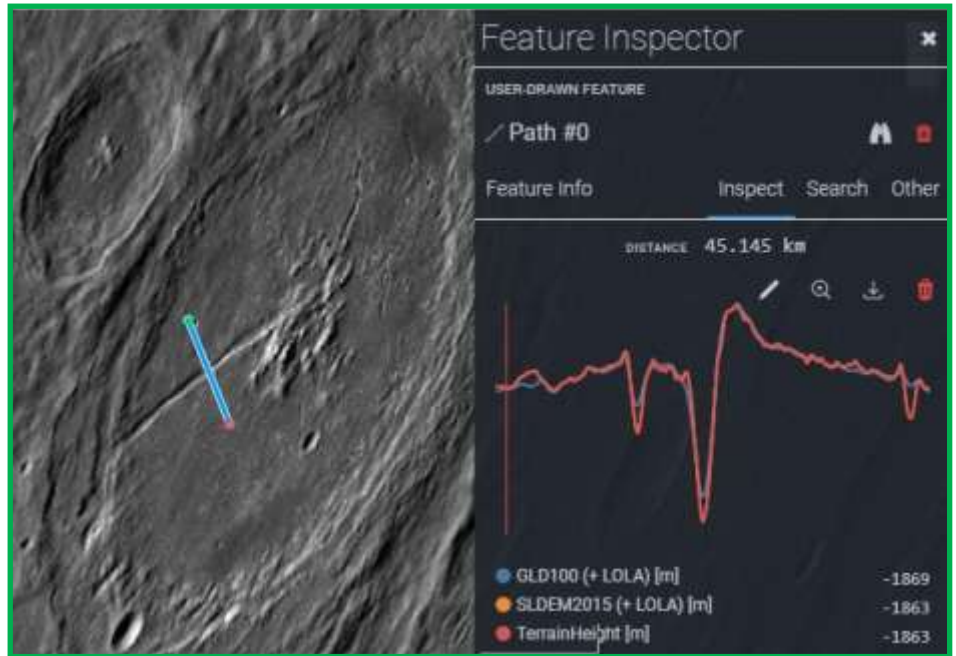 Feature Inspector
USER-DRAWN FEATURE
Path #0
Feature Info Inspect Search Other
DISTANCE 45.145 km
GLD100 (+ LOLA) [m] -1869
SLDEM2015 (+ LOLA) [m] -1863
TerrainHeight [m] -1863